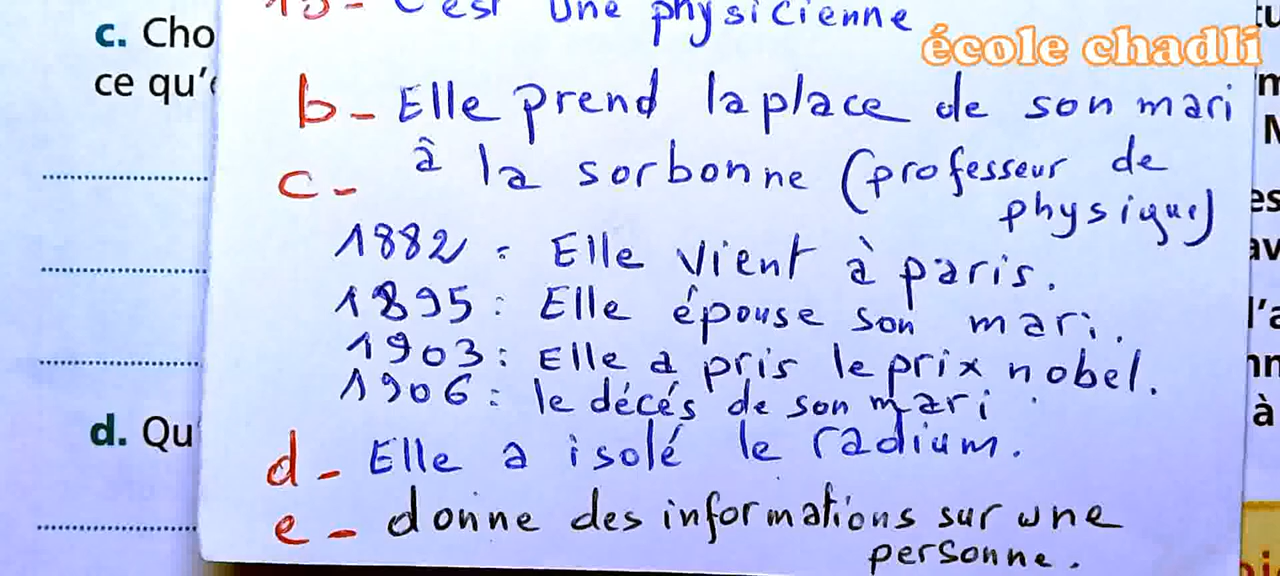 c'est une physicienne
école chadli
c. Cho
ce qu'
b - Elle prend la place de son mari
à la sorbonne (professeur de
physique)
c -
1882 : Elle vient à paris.
1895 : Elle épouse son mari.
1903 : Elle a pris le prix nobel.
1906 : le décés de son mari.
d. Qu
d - Elle a isolé le radium.
e - donne des informations sur une
personne.